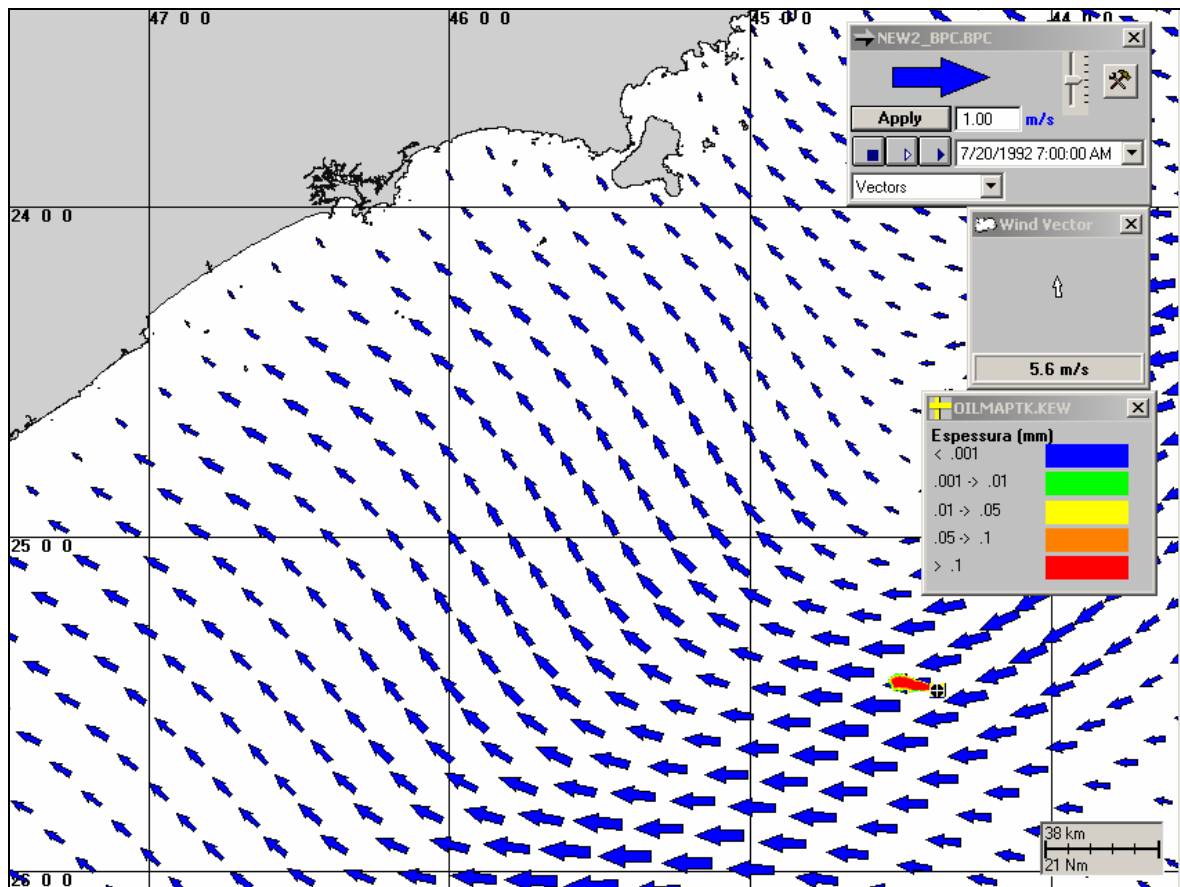 47 0 0
46 0 0
45 0 0
44 0 0
NEW2_BPC.BPC
Apply
1.00
m/s
7/20/1992 7:00:00 AM
Vectors
24 0 0
Wind Vector
5.6 m/s
OILMAPTK.KEW
Espessura (mm)
< .001
.001 -> .01
.01 -> .05
.05 -> .1
> .1
25 0 0
38 km
21 Nm
26 0 0